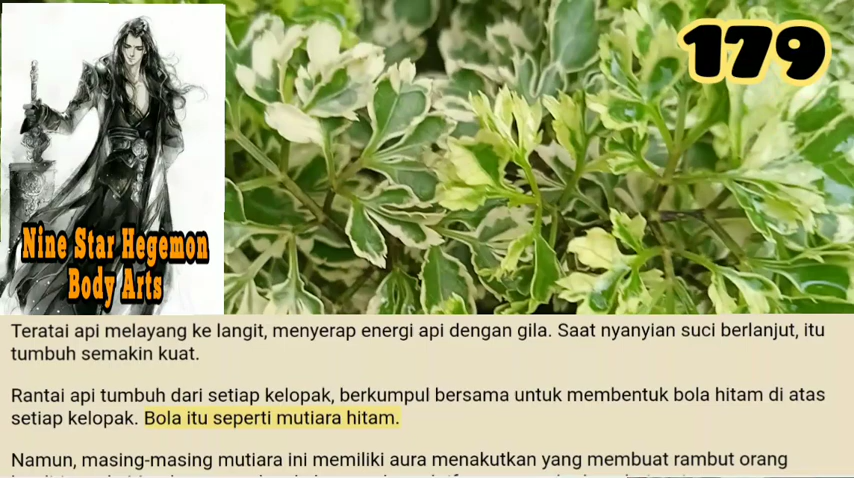 179
Nine Star Hegemon
Body Arts
Teratai api melayang ke langit, menyerap energi api dengan gila. Saat nyanyian suci berlanjut, itu
tumbuh semakin kuat.
Rantai api tumbuh dari setiap kelopak, berkumpul bersama untuk membentuk bola hitam di atas
setiap kelopak. Bola itu seperti mutiara hitam.
Namun, masing-masing mutiara ini memiliki aura menakutkan yang membuat rambut orang